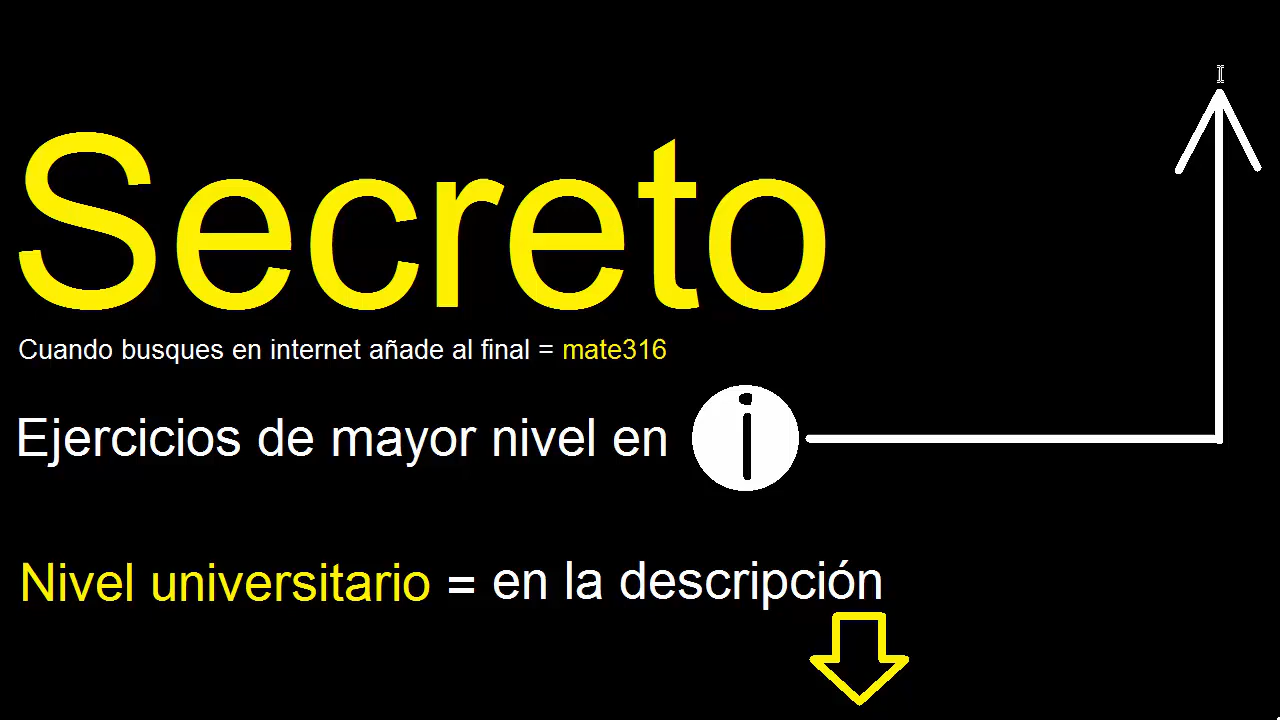 Secreto
Cuando busques en internet añade al final = mate316
Ejercicios de mayor nivel en i
Nivel universitario = en la descripción